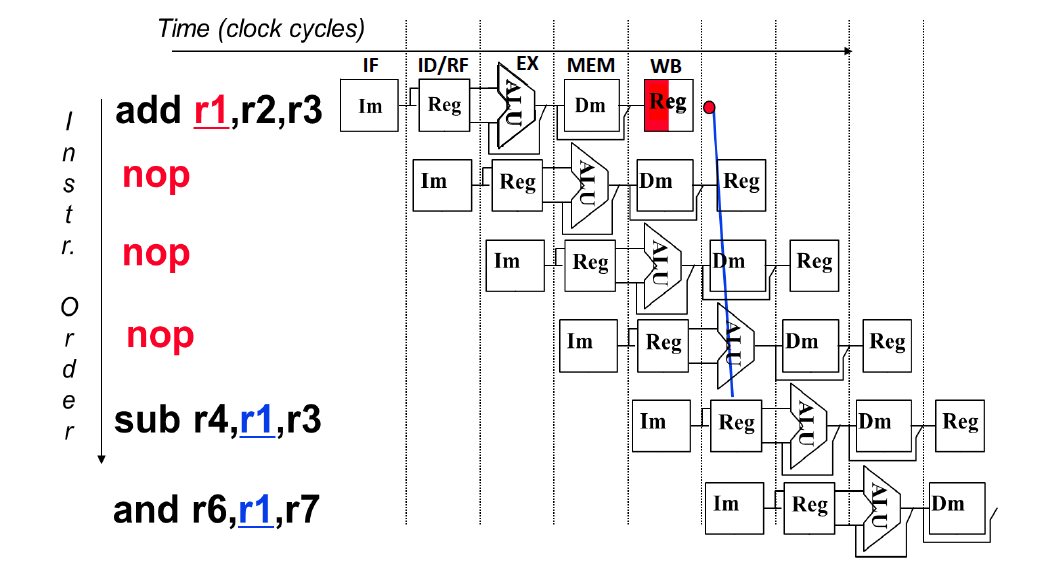 Time (clock cycles)
IF ID/RF EX MEM WB
Instr. Order
add r1,r2,r3 Im Reg ALU Dm Reg
nop Im Reg ALU Dm Reg
nop Im Reg ALU Dm Reg
nop Im Reg ALU Dm Reg
sub r4,r1,r3 Im Reg ALU Dm Reg
and r6,r1,r7 Im Reg ALU Dm